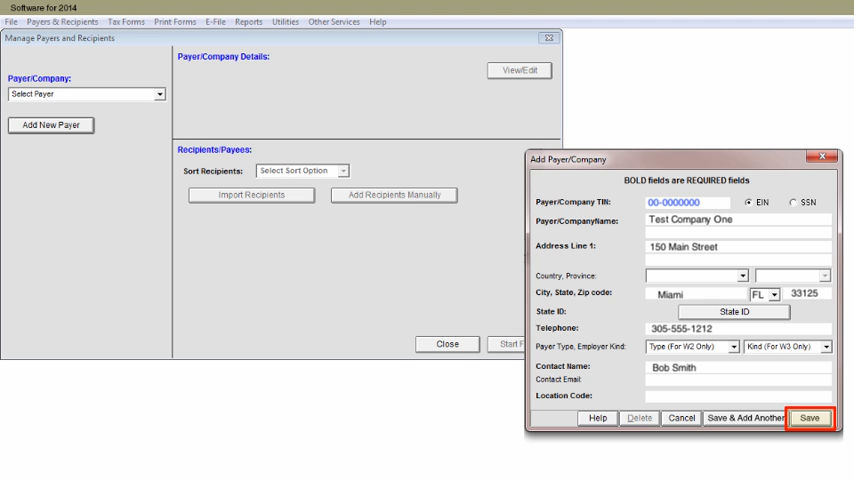 Software for 2014
File Payers & Recipients Tax Forms Print Forms E-File Reports Utilities Other Services Help
Manage Payers and Recipients
Payer/Company Details:
View/Edit
Payer/Company:
Select Payer
Add New Payer
Recipients/Payees:
Sort Recipients: Select Sort Option
Import Recipients Add Recipients Manually
Close Start F
Add Payer/Company
BOLD fields are REQUIRED fields
Payer/Company TIN: 00-0000000 EIN SSN
Payer/CompanyName: Test Company One
Address Line 1: 150 Main Street
Country, Province:
City, State, Zip code: Miami FL 33125
State ID: State ID
Telephone: 305-555-1212
Payer Type, Employer Kind: Type (For W2 Only) Kind (For W3 Only)
Contact Name: Bob Smith
Contact Email:
Location Code:
Help Delete Cancel Save & Add Another Save